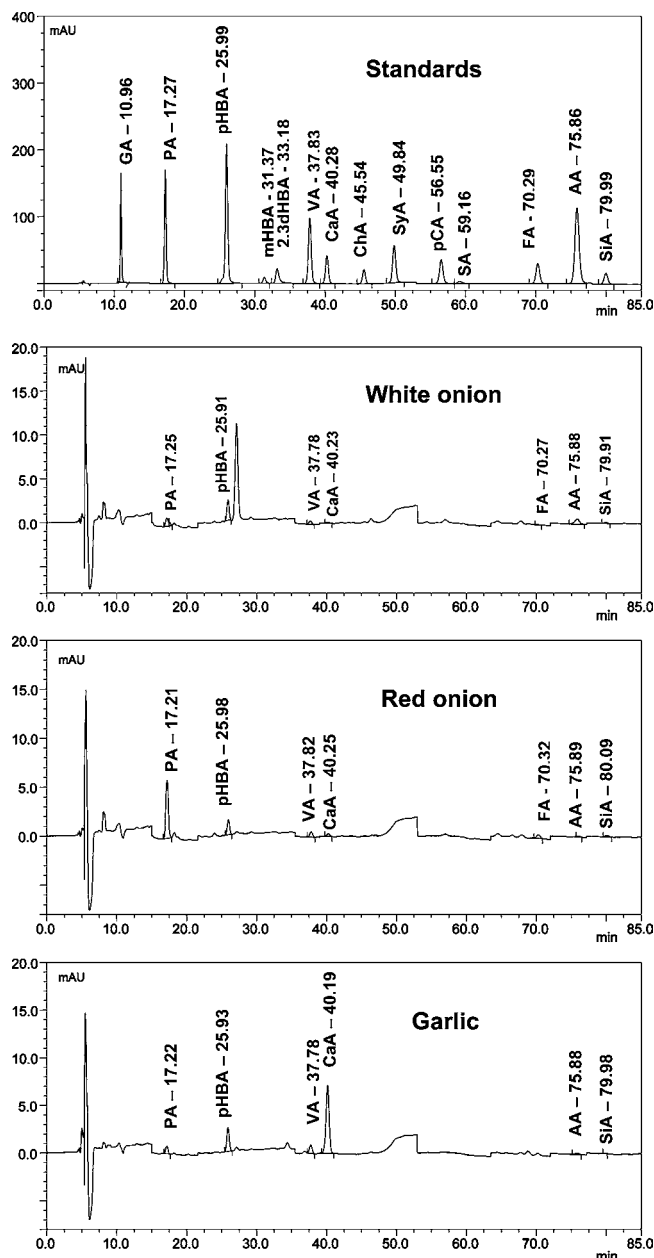 400
mAU
300
200
100
Standards
GA – 10.96
PA – 17.27
pHBA – 25.99
mHBA - 31.37
2.3dHBA – 33.18
VA - 37.83
CaA – 40.28
ChA – 45.54
SyA – 49.84
pCA – 56.55
SA – 59.16
FA - 70.29
AA – 75.86
SiA – 79.99
0.0 10.0 20.0 30.0 40.0 50.0 60.0 70.0 85.0
min
20.0
mAU
15.0
10.0
5.0
0.0
White onion
PA – 17.25
pHBA – 25.91
VA – 37.78
CaA – 40.23
FA – 70.27
AA – 75.88
SiA – 79.91
0.0 10.0 20.0 30.0 40.0 50.0 60.0 70.0 85.0
min
20.0
mAU
15.0
10.0
5.0
0.0
Red onion
PA – 17.21
pHBA – 25.98
VA – 37.82
CaA – 40.25
FA – 70.32
AA – 75.89
SiA – 80.09
0.0 10.0 20.0 30.0 40.0 50.0 60.0 70.0 85.0
min
20.0
mAU
15.0
10.0
5.0
0.0
Garlic
PA – 17.22
pHBA – 25.93
VA – 37.78
CaA – 40.19
AA – 75.88
SiA – 79.98
0.0 10.0 20.0 30.0 40.0 50.0 60.0 70.0 85.0
min